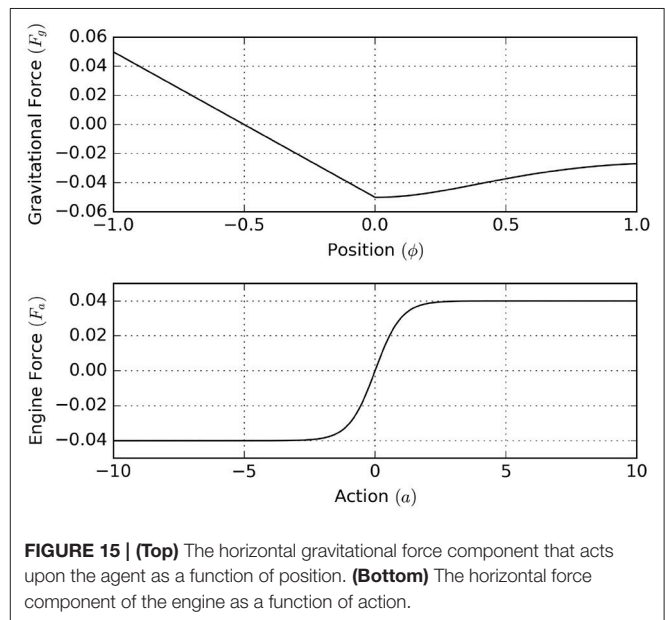 0.06
0.04
0.02
0.00
−0.02
−0.04
−0.06
Gravitational Force (F_g)
−1.0 −0.5 0.0 0.5 1.0
Position (ϕ)
0.04
0.02
0.00
−0.02
−0.04
Engine Force (F_a)
−10 −5 0 5 10
Action (a)
FIGURE 15 | (Top) The horizontal gravitational force component that acts
upon the agent as a function of position. (Bottom) The horizontal force
component of the engine as a function of action.